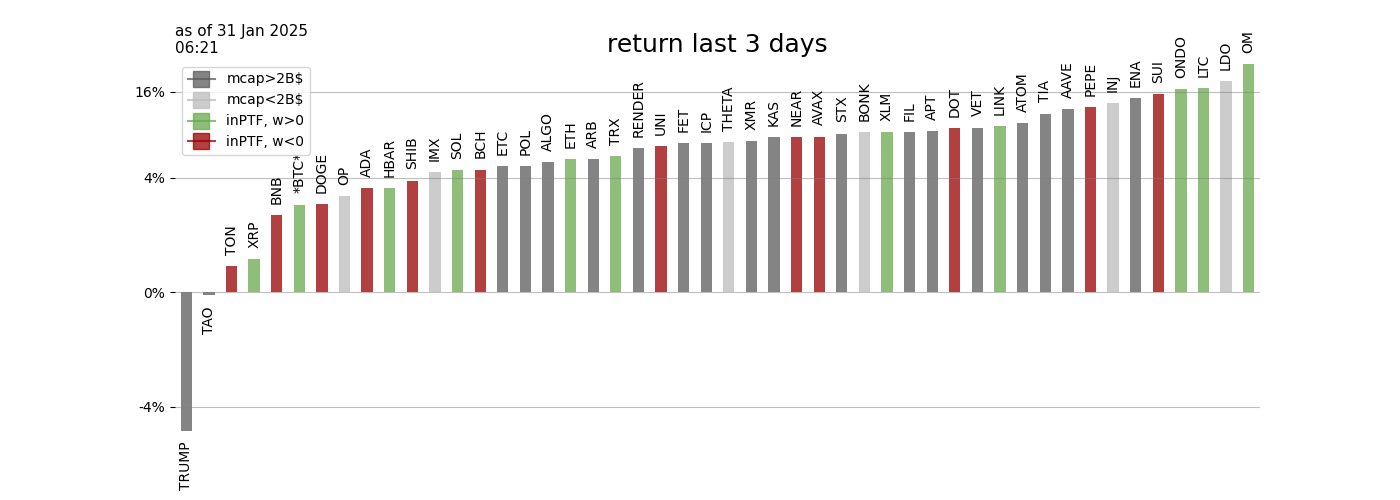 as of 31 Jan 2025
06:21
return last 3 days
mcap>2B$
mcap<2B$
inPTF, w>0
inPTF, w<0
16%
4%
0%
-4%
TRUMP
TAO
TON
XRP
BNB
*BTC*
DOGE
OP
ADA
HBAR
SHIB
IMX
SOL
BCH
ETC
POL
ALGO
ETH
ARB
TRX
RENDER
UNI
FET
ICP
THETA
XMR
KAS
NEAR
AVAX
STX
BONK
XLM
FIL
APT
DOT
VET
LINK
ATOM
TIA
AAVE
PEPE
INJ
ENA
SUI
ONDO
LTC
LDO
OM